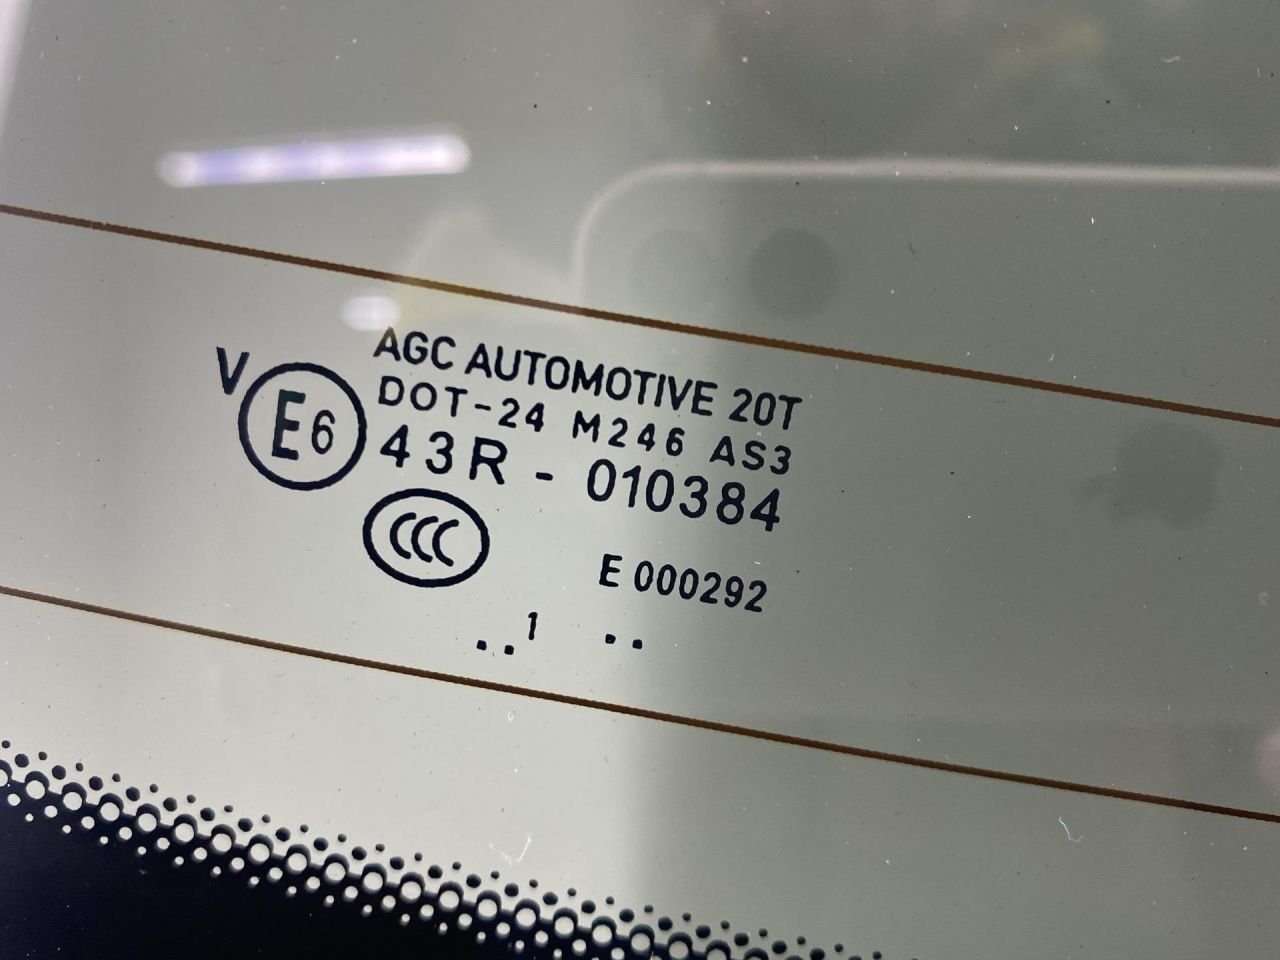 AGC AUTOMOTIVE 20T
V
E6
DOT-24 M246 AS3
43R - 010384
CCC
E 000292
.. 1 ..